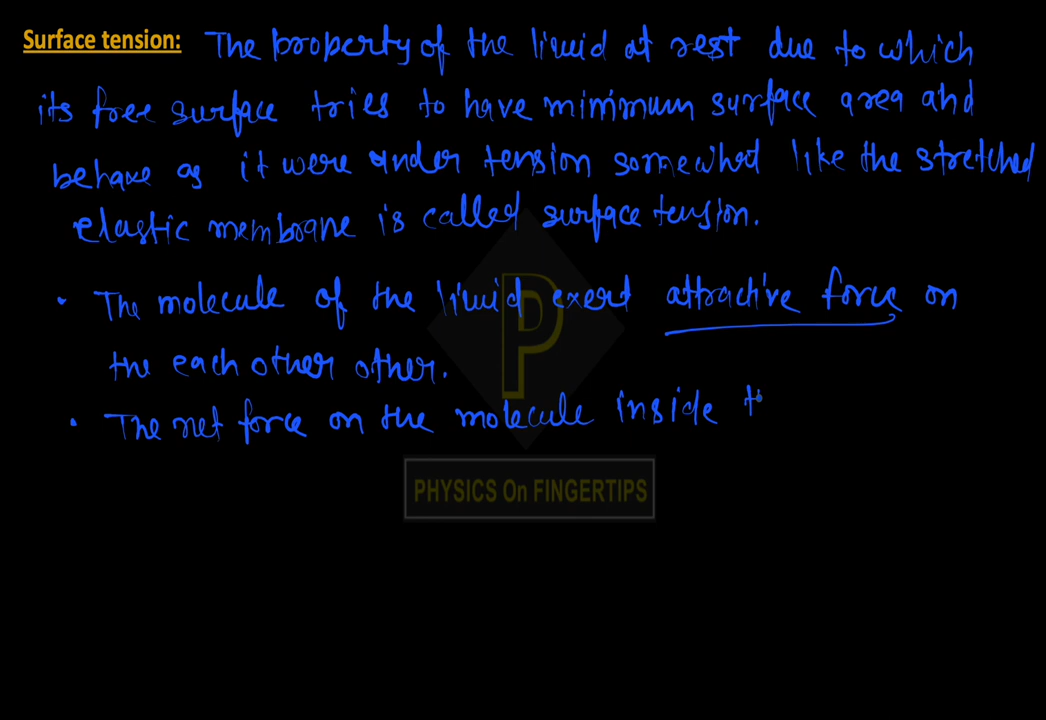 Surface tension: The property of the liquid at rest due to which
its free surface tries to have minimum surface area and
behave as it were under tension somewhat like the stretched
elastic membrane is called surface tension.
• The molecule of the liquid exert attractive force on
the each other other.
• The net force on the molecule inside t
P
PHYSICS On FINGERTIPS